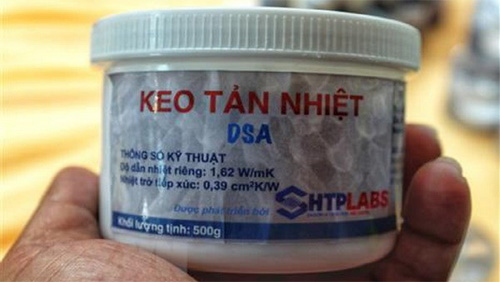 KEO TẢN NHIỆT
DSA
THÔNG SỐ KỸ THUẬT
Độ dẫn nhiệt riêng: 1,62 W/mK
Nhiệt trở tiếp xúc: 0,39 cm²K/W
Được phát triển bởi
SHTPLABS
Khối lượng tịnh: 500g